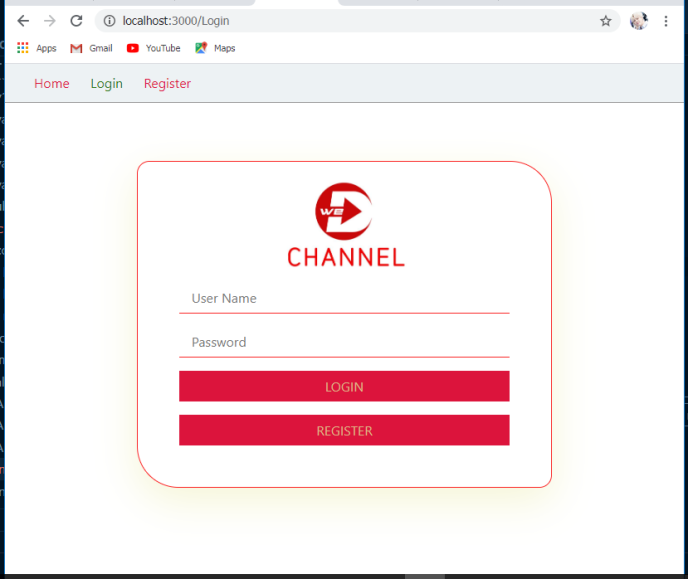 localhost:3000/Login
Apps Gmail YouTube Maps
Home Login Register
WE
CHANNEL
User Name
Password
LOGIN
REGISTER